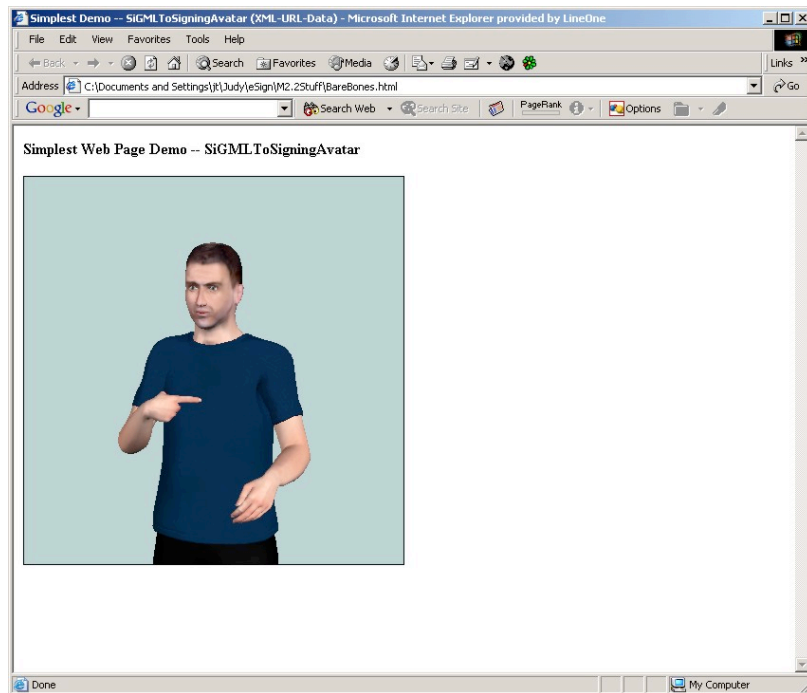 Simplest Demo -- SiGMLToSigningAvatar (XML-URL-Data) - Microsoft Internet Explorer provided by LineOne
File Edit View Favorites Tools Help
Back Search Favorites Media Links »
Address C:\Documents and Settings\jt\Judy\eSign\M2.2Stuff\BareBones.html Go
Google Search Web Search Site PageRank Options
Simplest Web Page Demo -- SiGMLToSigningAvatar
Done My Computer